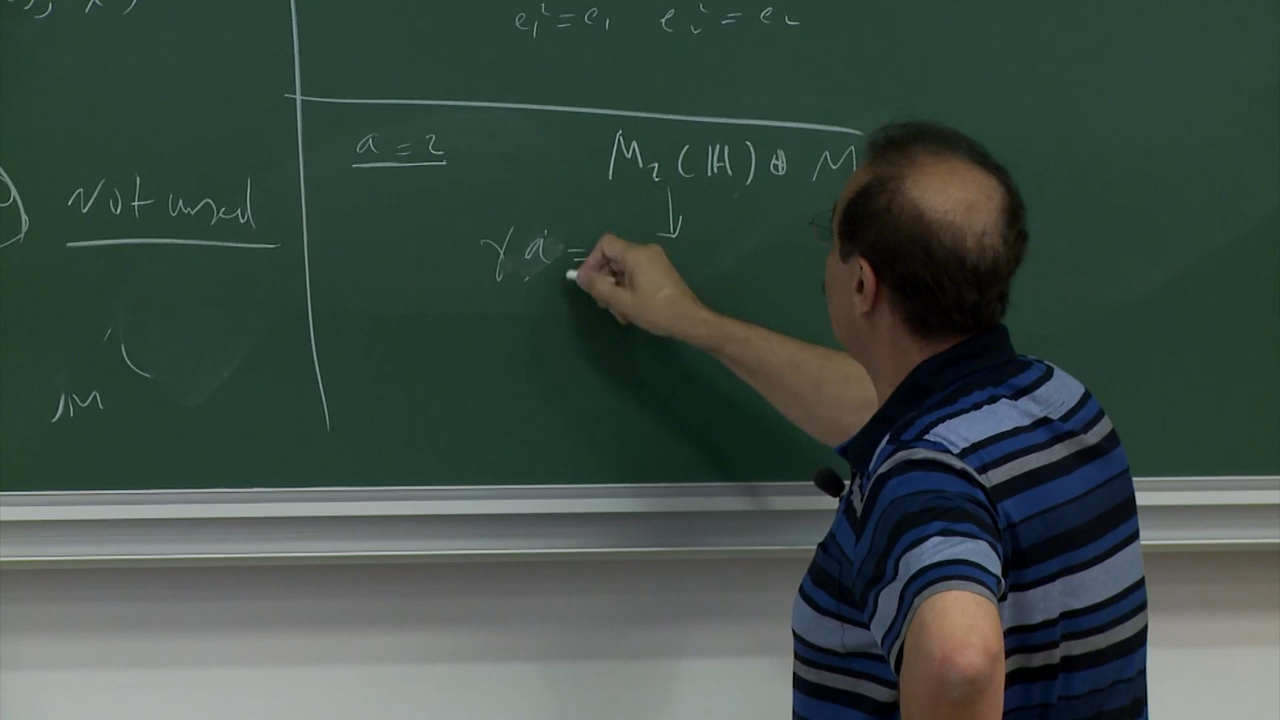 e₁² = e₁ e₂² = e₂
a = 2
M₂(ℍ) ⊕ M
Not used
↓
γ a =
M